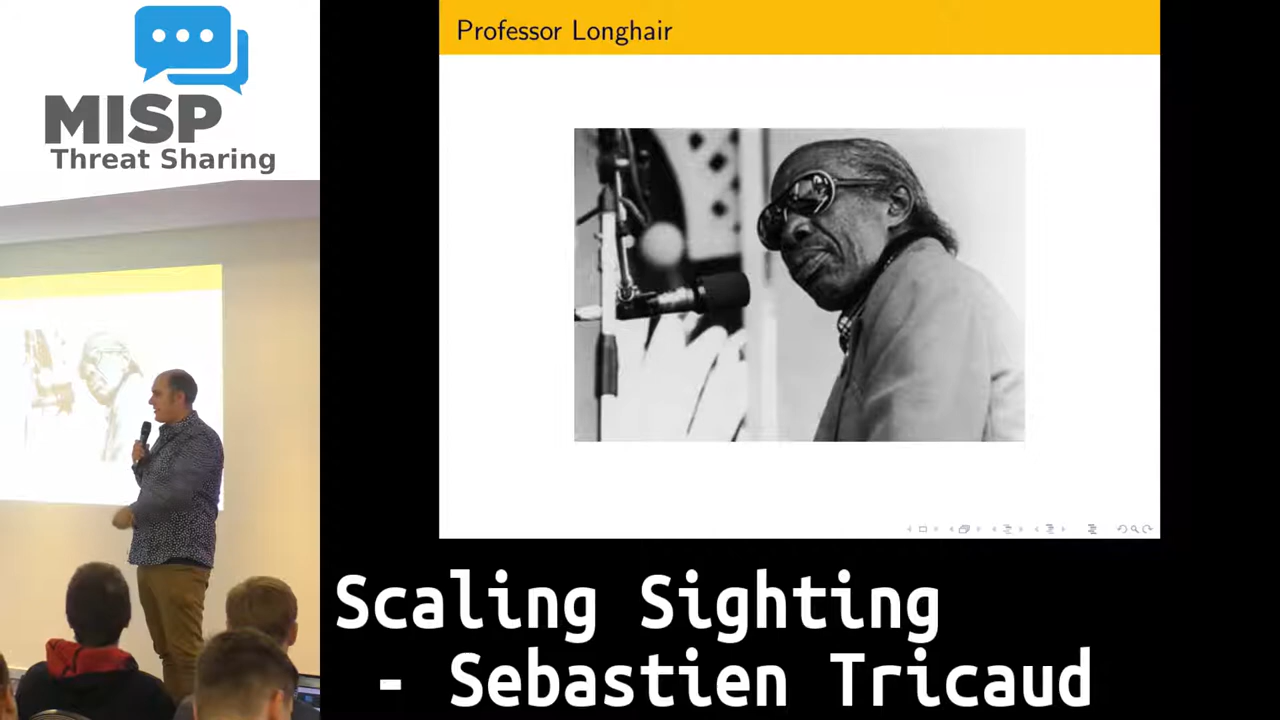 MISP
Threat Sharing
Professor Longhair
Scaling Sighting
- Sebastien Tricaud